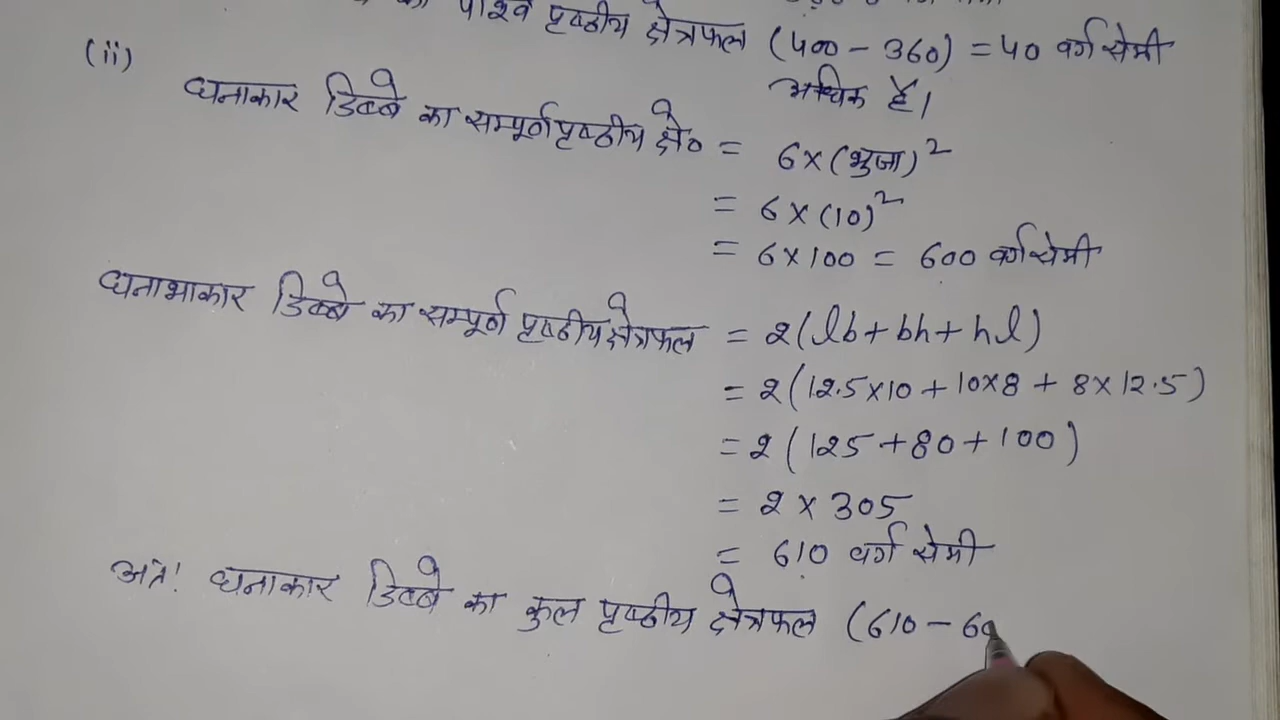 का पार्श्व पृष्ठीय क्षेत्रफल (400 - 360) = 40 वर्ग सेमी
अधिक है।
(ii)
घनाकार डिब्बे का सम्पूर्ण पृष्ठीय क्षे० = 6×(भुजा)²
= 6×(10)²
= 6×100 = 600 वर्ग सेमी
घनाभाकार डिब्बे का सम्पूर्ण पृष्ठीय क्षेत्रफल = 2(lb+bh+hl)
= 2(12.5×10+10×8+8×12.5)
= 2(125+80+100)
= 2×305
= 610 वर्ग सेमी
अतः घनाकार डिब्बे का कुल पृष्ठीय क्षेत्रफल (610-60